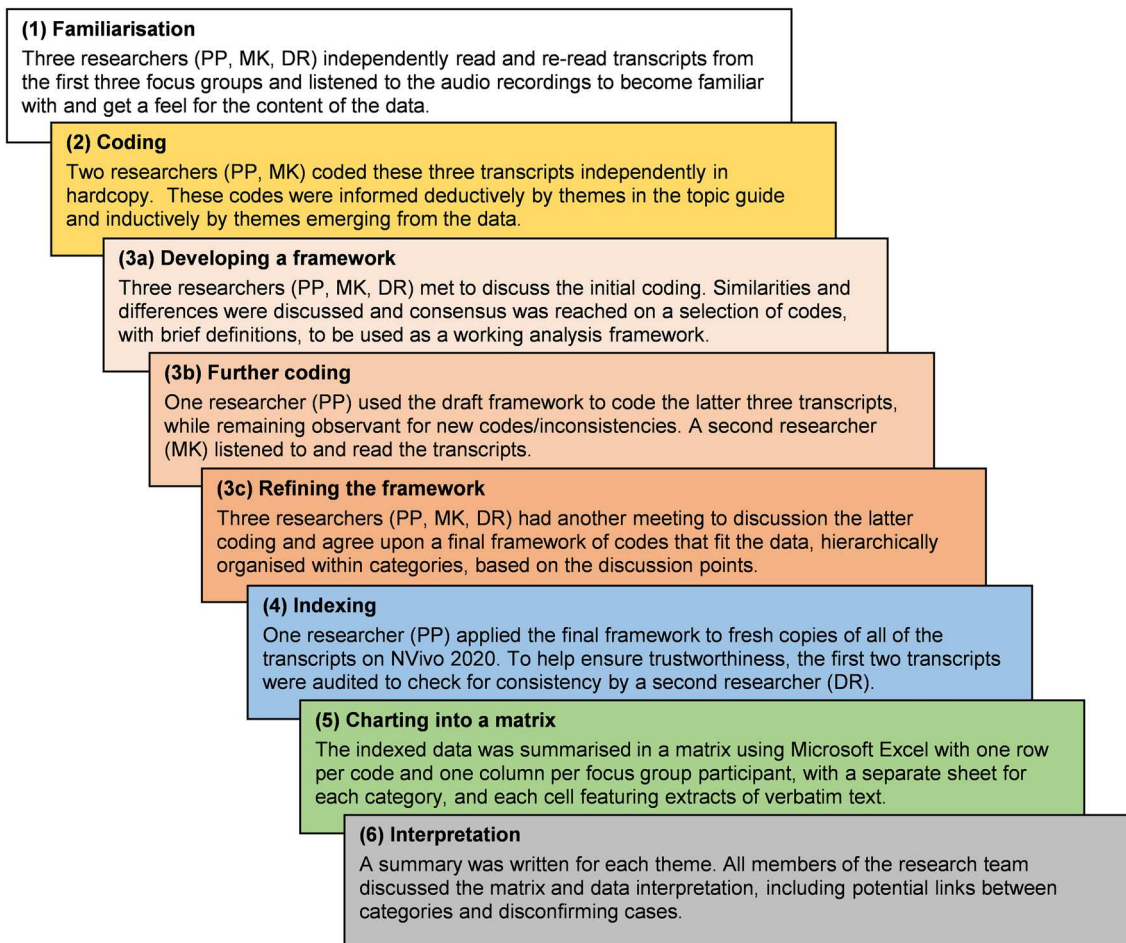 (1) Familiarisation
Three researchers (PP, MK, DR) independently read and re-read transcripts from
the first three focus groups and listened to the audio recordings to become familiar
with and get a feel for the content of the data.
(2) Coding
Two researchers (PP, MK) coded these three transcripts independently in
hardcopy.  These codes were informed deductively by themes in the topic guide
and inductively by themes emerging from the data.
(3a) Developing a framework
Three researchers (PP, MK, DR) met to discuss the initial coding. Similarities and
differences were discussed and consensus was reached on a selection of codes,
with brief definitions, to be used as a working analysis framework.
(3b) Further coding
One researcher (PP) used the draft framework to code the latter three transcripts,
while remaining observant for new codes/inconsistencies. A second researcher
(MK) listened to and read the transcripts.
(3c) Refining the framework
Three researchers (PP, MK, DR) had another meeting to discussion the latter
coding and agree upon a final framework of codes that fit the data, hierarchically
organised within categories, based on the discussion points.
(4) Indexing
One researcher (PP) applied the final framework to fresh copies of all of the
transcripts on NVivo 2020. To help ensure trustworthiness, the first two transcripts
were audited to check for consistency by a second researcher (DR).
(5) Charting into a matrix
The indexed data was summarised in a matrix using Microsoft Excel with one row
per code and one column per focus group participant, with a separate sheet for
each category, and each cell featuring extracts of verbatim text.
(6) Interpretation
A summary was written for each theme. All members of the research team
discussed the matrix and data interpretation, including potential links between
categories and disconfirming cases.